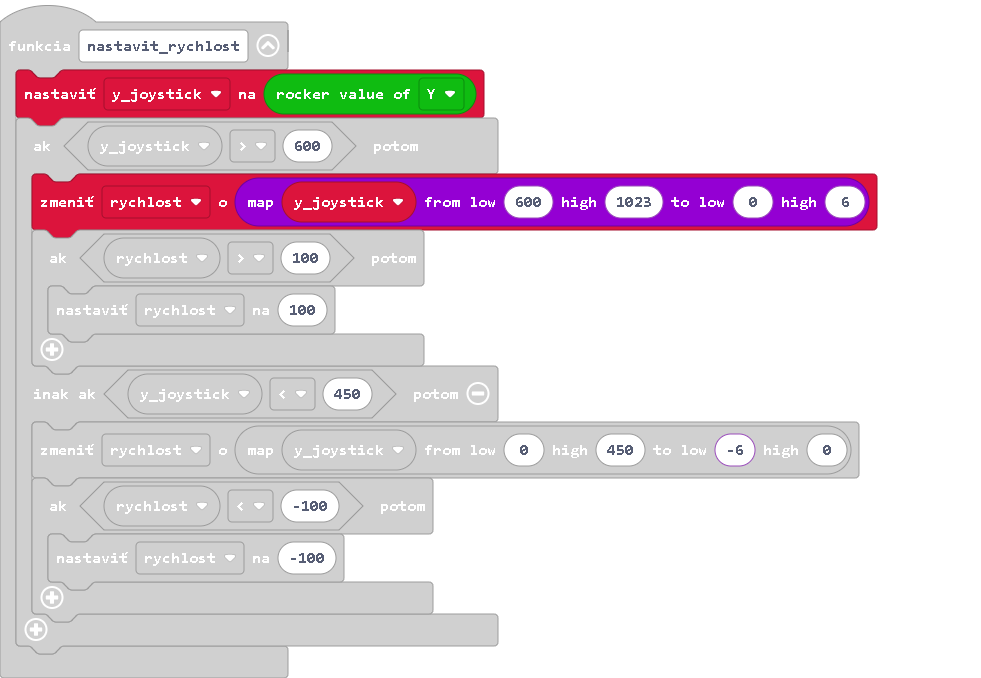 funkcia nastavit_rychlost
nastaviť y_joystick na rocker value of Y
ak y_joystick > 600 potom
zmeniť rychlost o map y_joystick from low 600 high 1023 to low 0 high 6
ak rychlost > 100 potom
nastaviť rychlost na 100
inak ak y_joystick < 450 potom
zmeniť rychlost o map y_joystick from low 0 high 450 to low -6 high 0
ak rychlost < -100 potom
nastaviť rychlost na -100